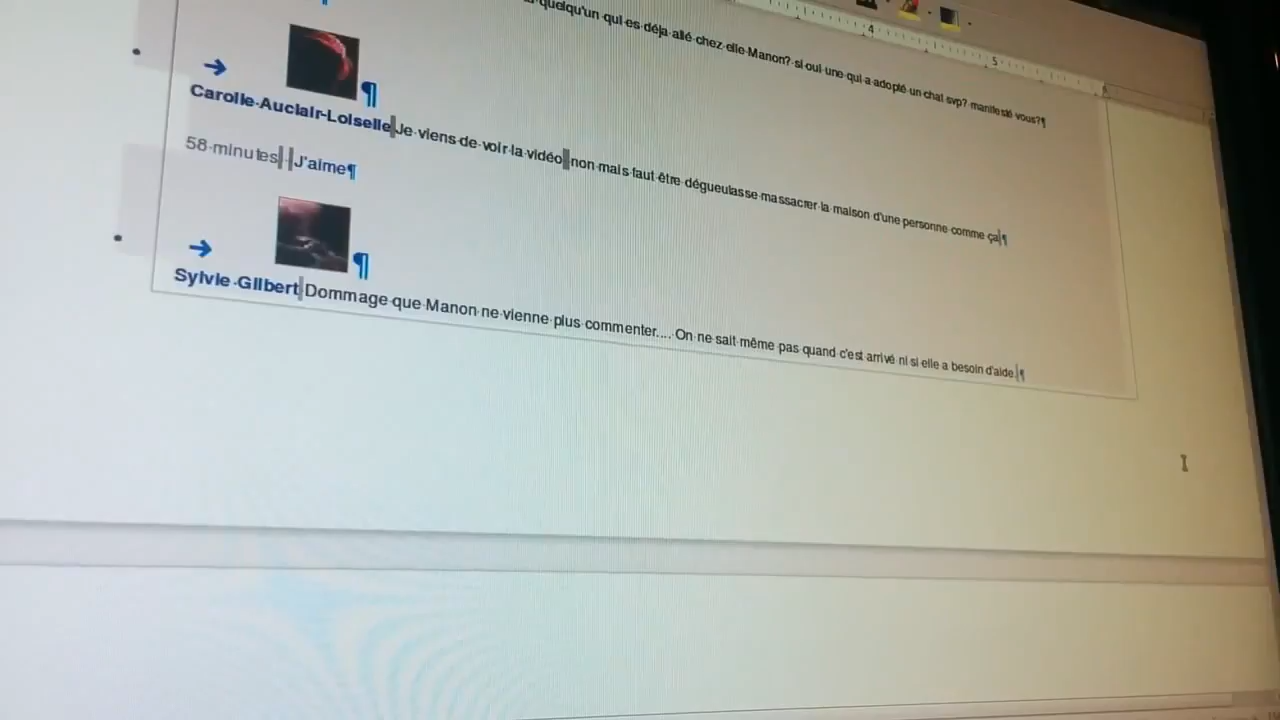 quelqu'un qui es déja allé chez elle Manon? si oui une qui a adopté un chat svp? manifesté vous?¶
4
5
¶
Carolle Auclair-Loiselle Je viens de voir la vidéo non mais faut être dégueulasse massacrer la maison d'une personne comme ça¶
58 minutes · J'aime¶
¶
Sylvie Gilbert Dommage que Manon ne vienne plus commenter.... On ne sait même pas quand c'est arrivé ni si elle a besoin d'aide.¶